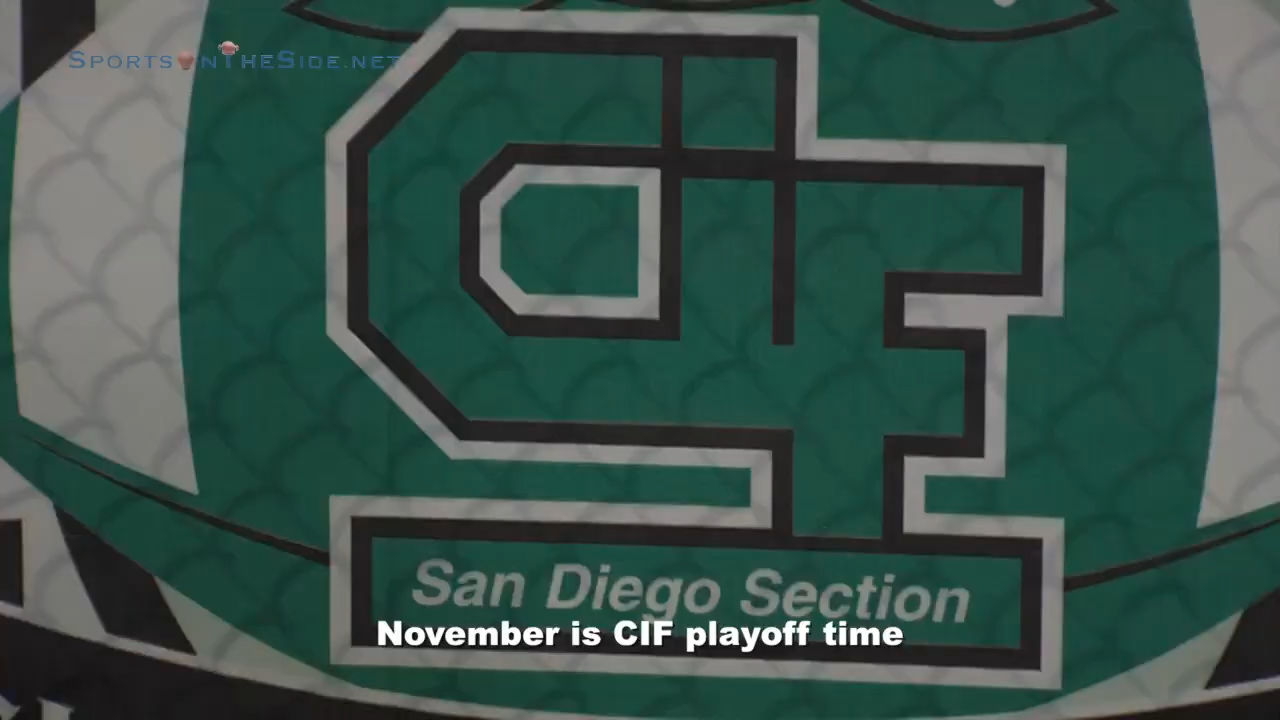 SPORTSONTHESIDE.NET
CIF
San Diego Section
November is CIF playoff time